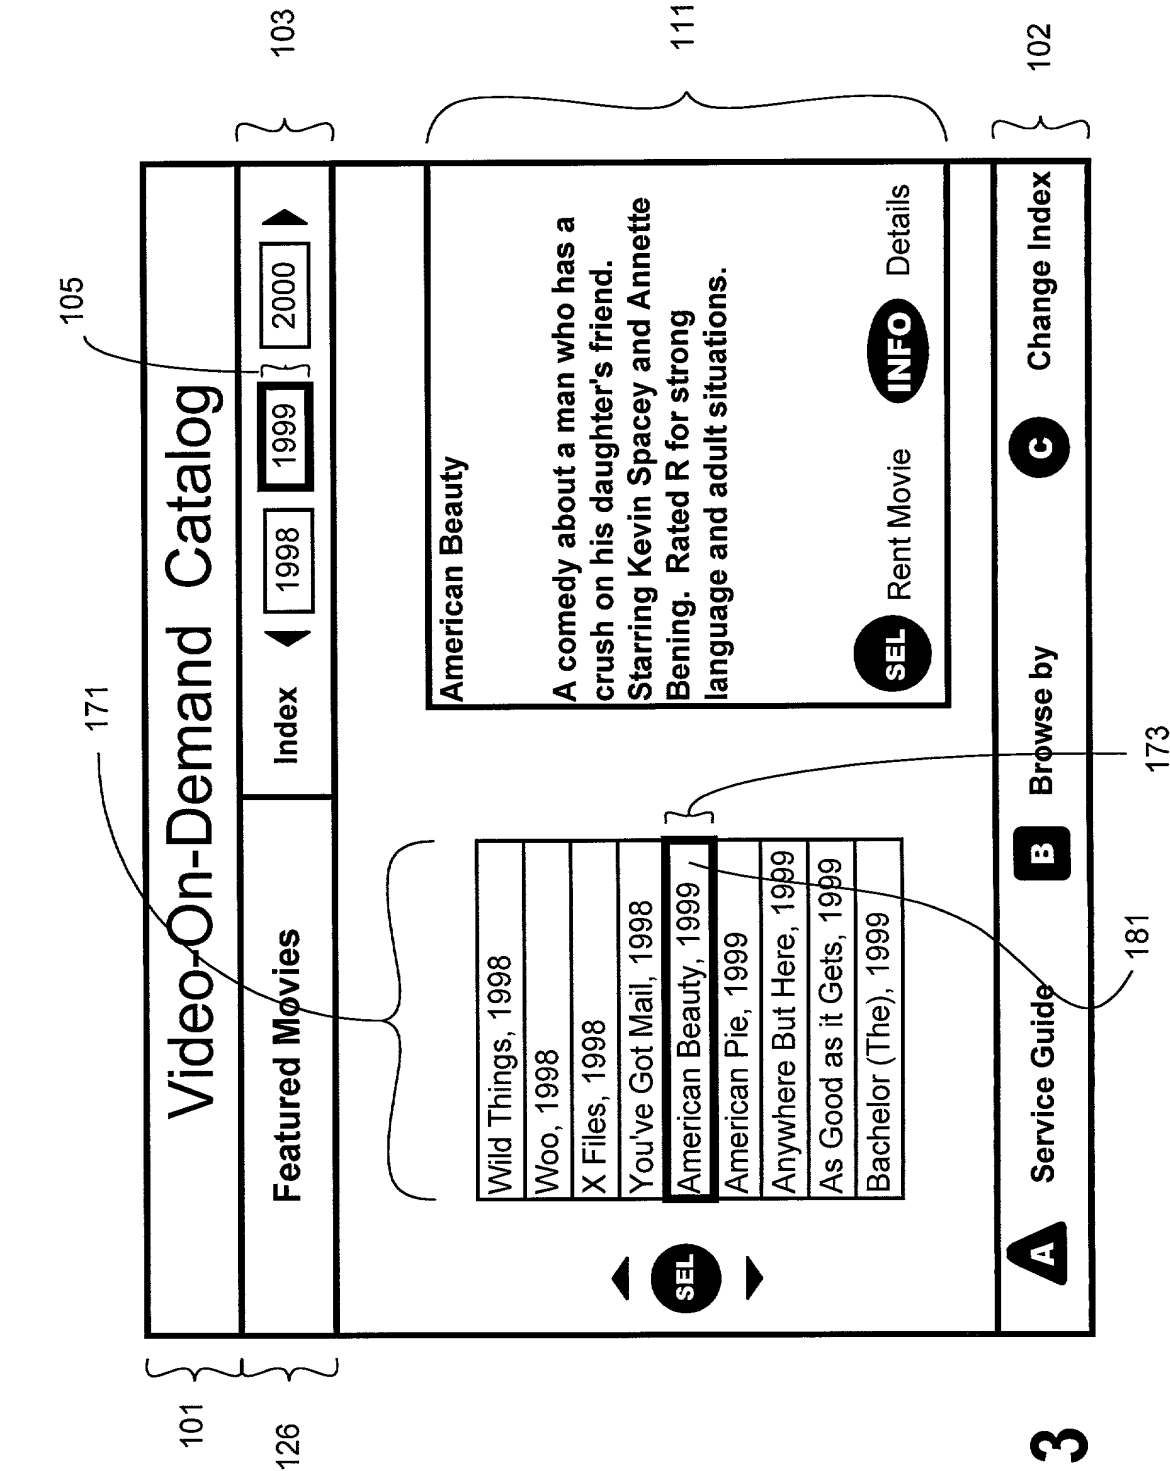 Video-On-Demand Catalog
Featured Movies
Index
1998
1999
2000
Wild Things, 1998
Woo, 1998
X Files, 1998
You've Got Mail, 1998
American Beauty, 1999
American Pie, 1999
Anywhere But Here, 1999
As Good as it Gets, 1999
Bachelor (The), 1999
SEL
American Beauty
A comedy about a man who has a
crush on his daughter's friend.
Starring Kevin Spacey and Annette
Bening. Rated R for strong
language and adult situations.
SEL Rent Movie INFO Details
A Service Guide B Browse by C Change Index
101
126
171
105
103
111
102
173
181
3